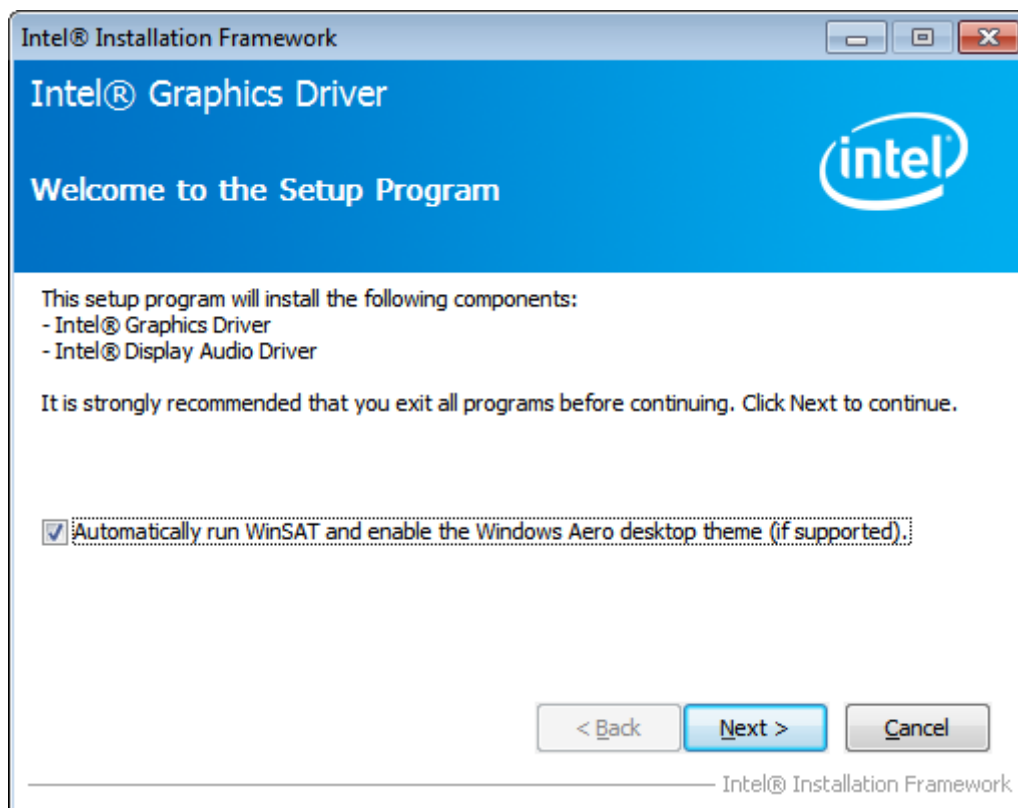 Intel® Installation Framework
Intel® Graphics Driver
Welcome to the Setup Program
intel®
This setup program will install the following components:
- Intel® Graphics Driver
- Intel® Display Audio Driver
It is strongly recommended that you exit all programs before continuing. Click Next to continue.
Automatically run WinSAT and enable the Windows Aero desktop theme (if supported).
< Back
Next >
Cancel
Intel® Installation Framework